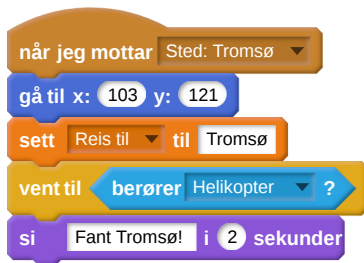 når jeg mottar Sted: Tromsø
gå til x: 103 y: 121
sett Reis til til Tromsø
vent til berører Helikopter ?
si Fant Tromsø! i 2 sekunder